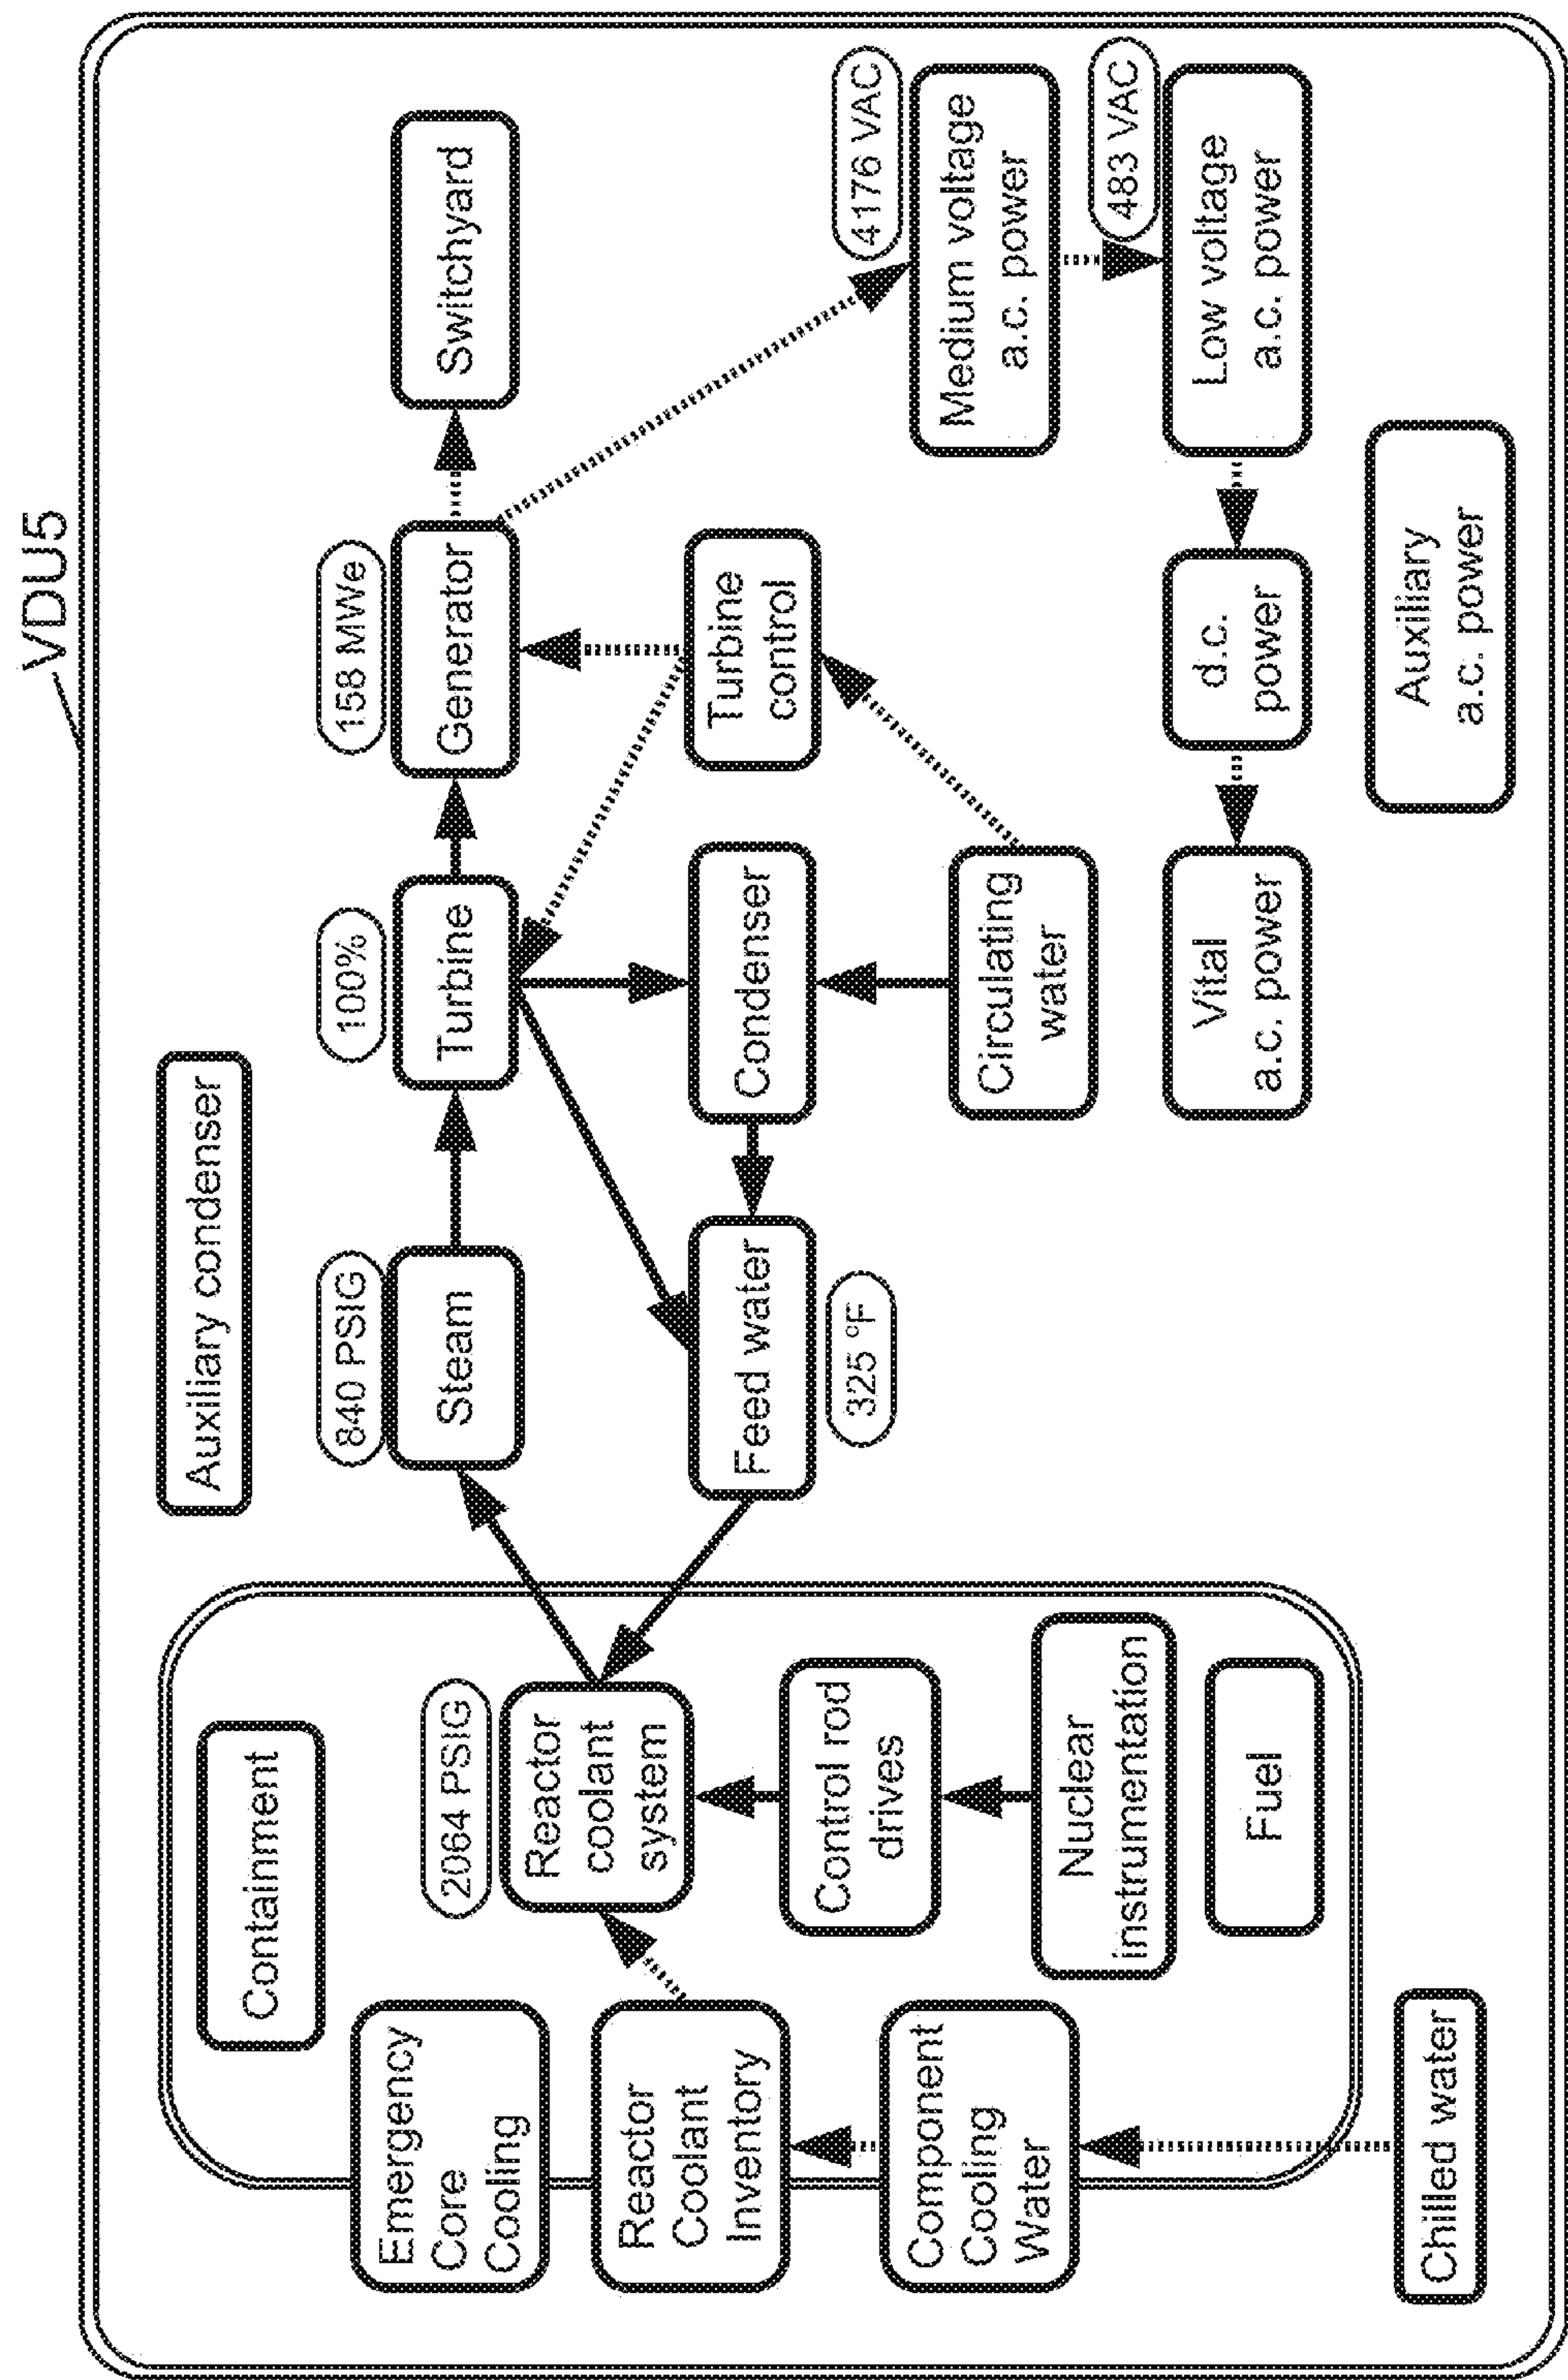 VDU5
Auxiliary condenser
Containment
840 PSIG
100%
158 MWe
Steam
Turbine
Generator
Switchyard
Emergency
Core
Cooling
2064 PSIG
Reactor
coolant
system
Reactor
Coolant
Inventory
Feed water
325 °F
Condenser
Turbine
control
4176 VAC
Medium voltage
a.c. power
Control rod
drives
Component
Cooling
Water
Circulating
water
Nuclear
instrumentation
483 VAC
Vital
a.c. power
d.c.
power
Low voltage
a.c. power
Fuel
Chilled water
Auxiliary
a.c. power